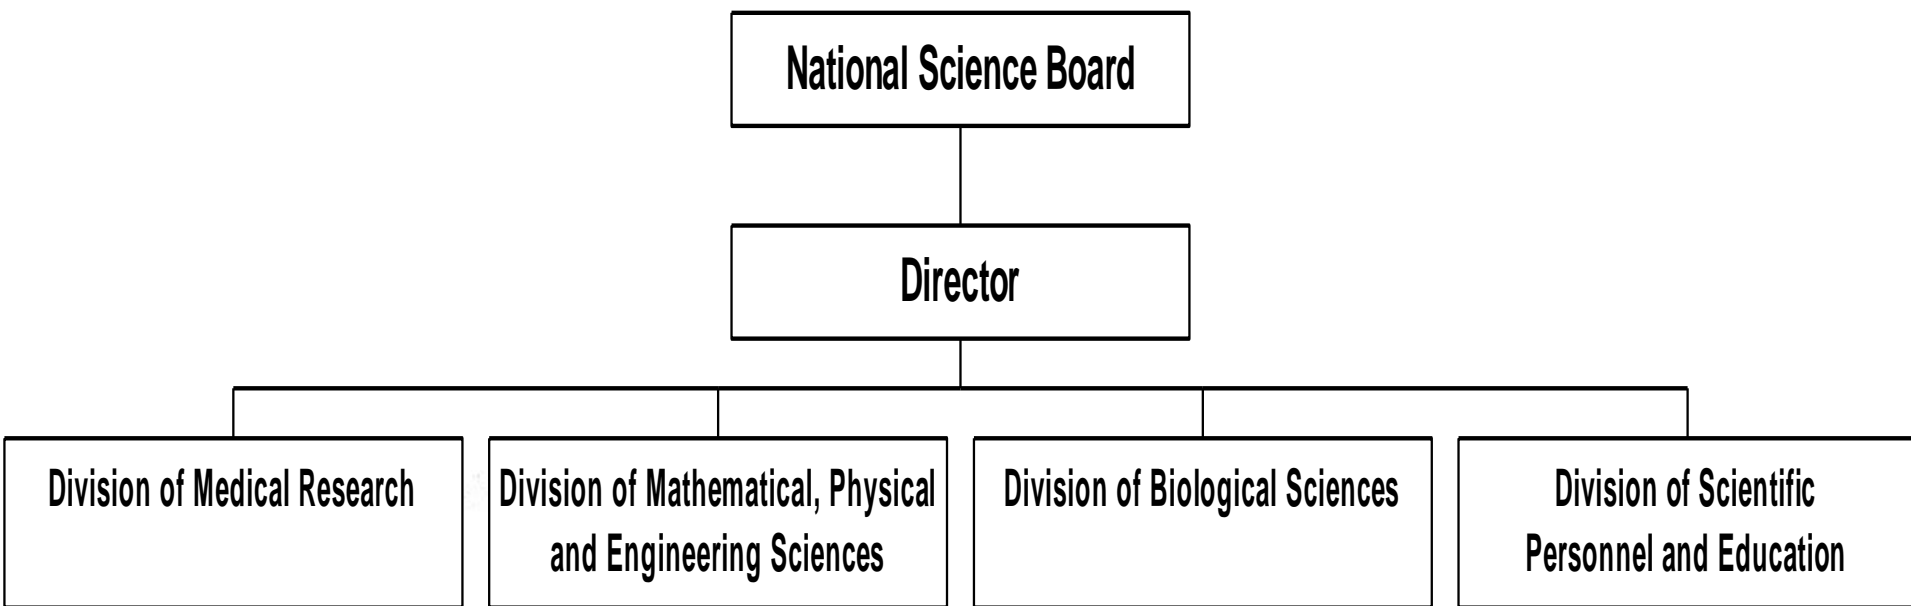 National Science Board
Director
Division of Medical Research
Division of Mathematical, Physical
and Engineering Sciences
Division of Biological Sciences
Division of Scientific
Personnel and Education